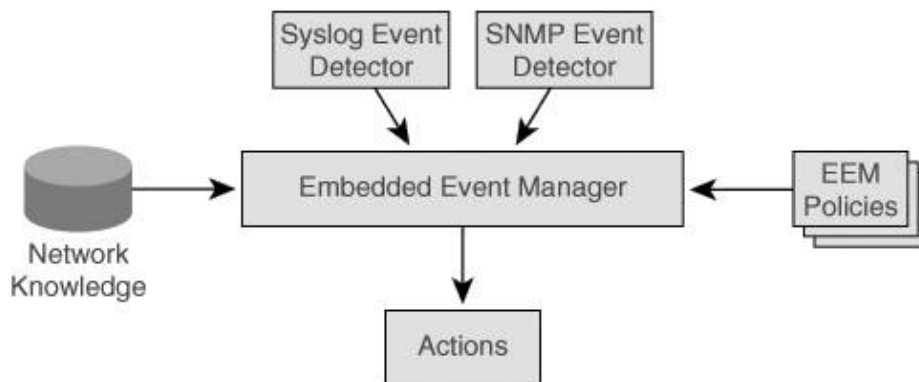 Syslog Event
Detector
SNMP Event
Detector
Embedded Event Manager
EEM
Policies
Network
Knowledge
Actions